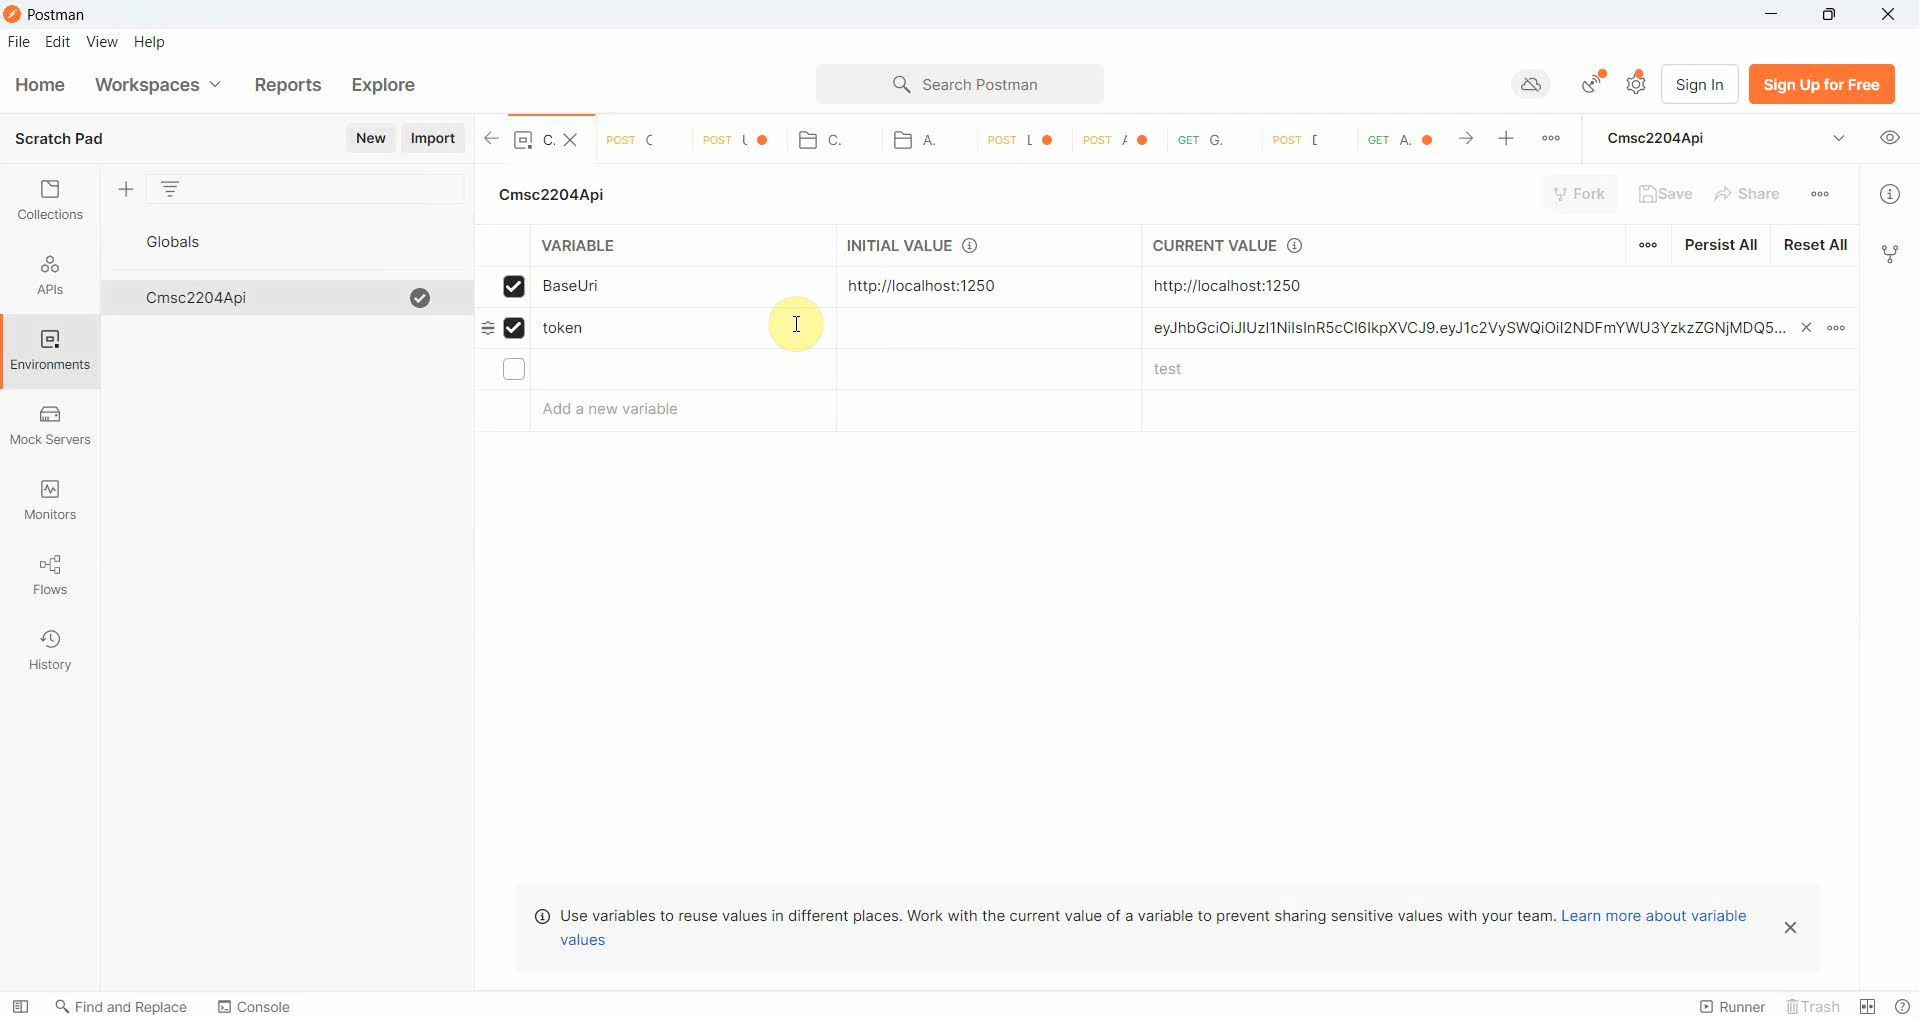 Postman
File Edit View Help
Home Workspaces Reports Explore
Search Postman
Sign In
Sign Up for Free
Scratch Pad
New
Import
C.
POST C
POST
C.
A.
POST L
POST
GET G.
POST
GET A.
Cmsc2204Api
Collections
APIs
Environments
Mock Servers
Monitors
Flows
History
Globals
Cmsc2204Api
Cmsc2204Api
Fork
Save
Share
VARIABLE INITIAL VALUE CURRENT VALUE Persist All Reset All
BaseUri http://localhost:1250 http://localhost:1250
token
test
Add a new variable
Use variables to reuse values in different places. Work with the current value of a variable to prevent sharing sensitive values with your team. Learn more about variable
values
Find and Replace
Console
Runner
Trash